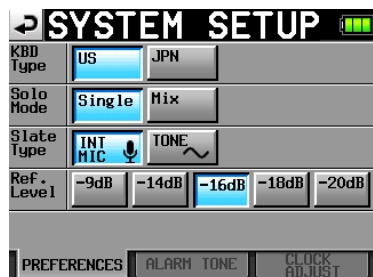 SYSTEM SETUP
KBD Type US JPN
Solo Mode Single Mix
Slate Type INT MIC TONE
Ref. Level -9dB -14dB -16dB -18dB -20dB
PREFERENCES ALARM TONE CLOCK ADJUST